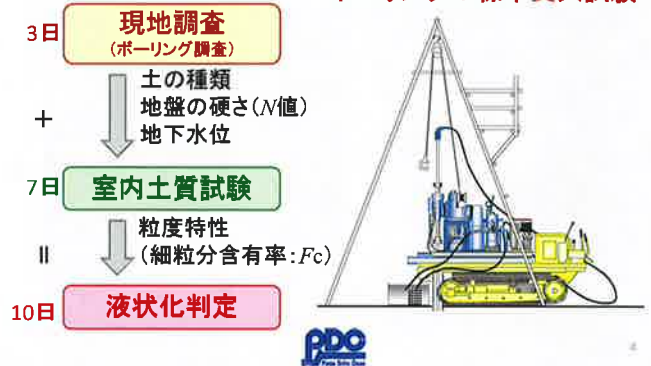 3日
現地調査
(ボーリング調査)
土の種類
地盤の硬さ(N値)
地下水位
+
7日
室内土質試験
粒度特性
(細粒分含有率:Fc)
=
10日
液状化判定
PDC